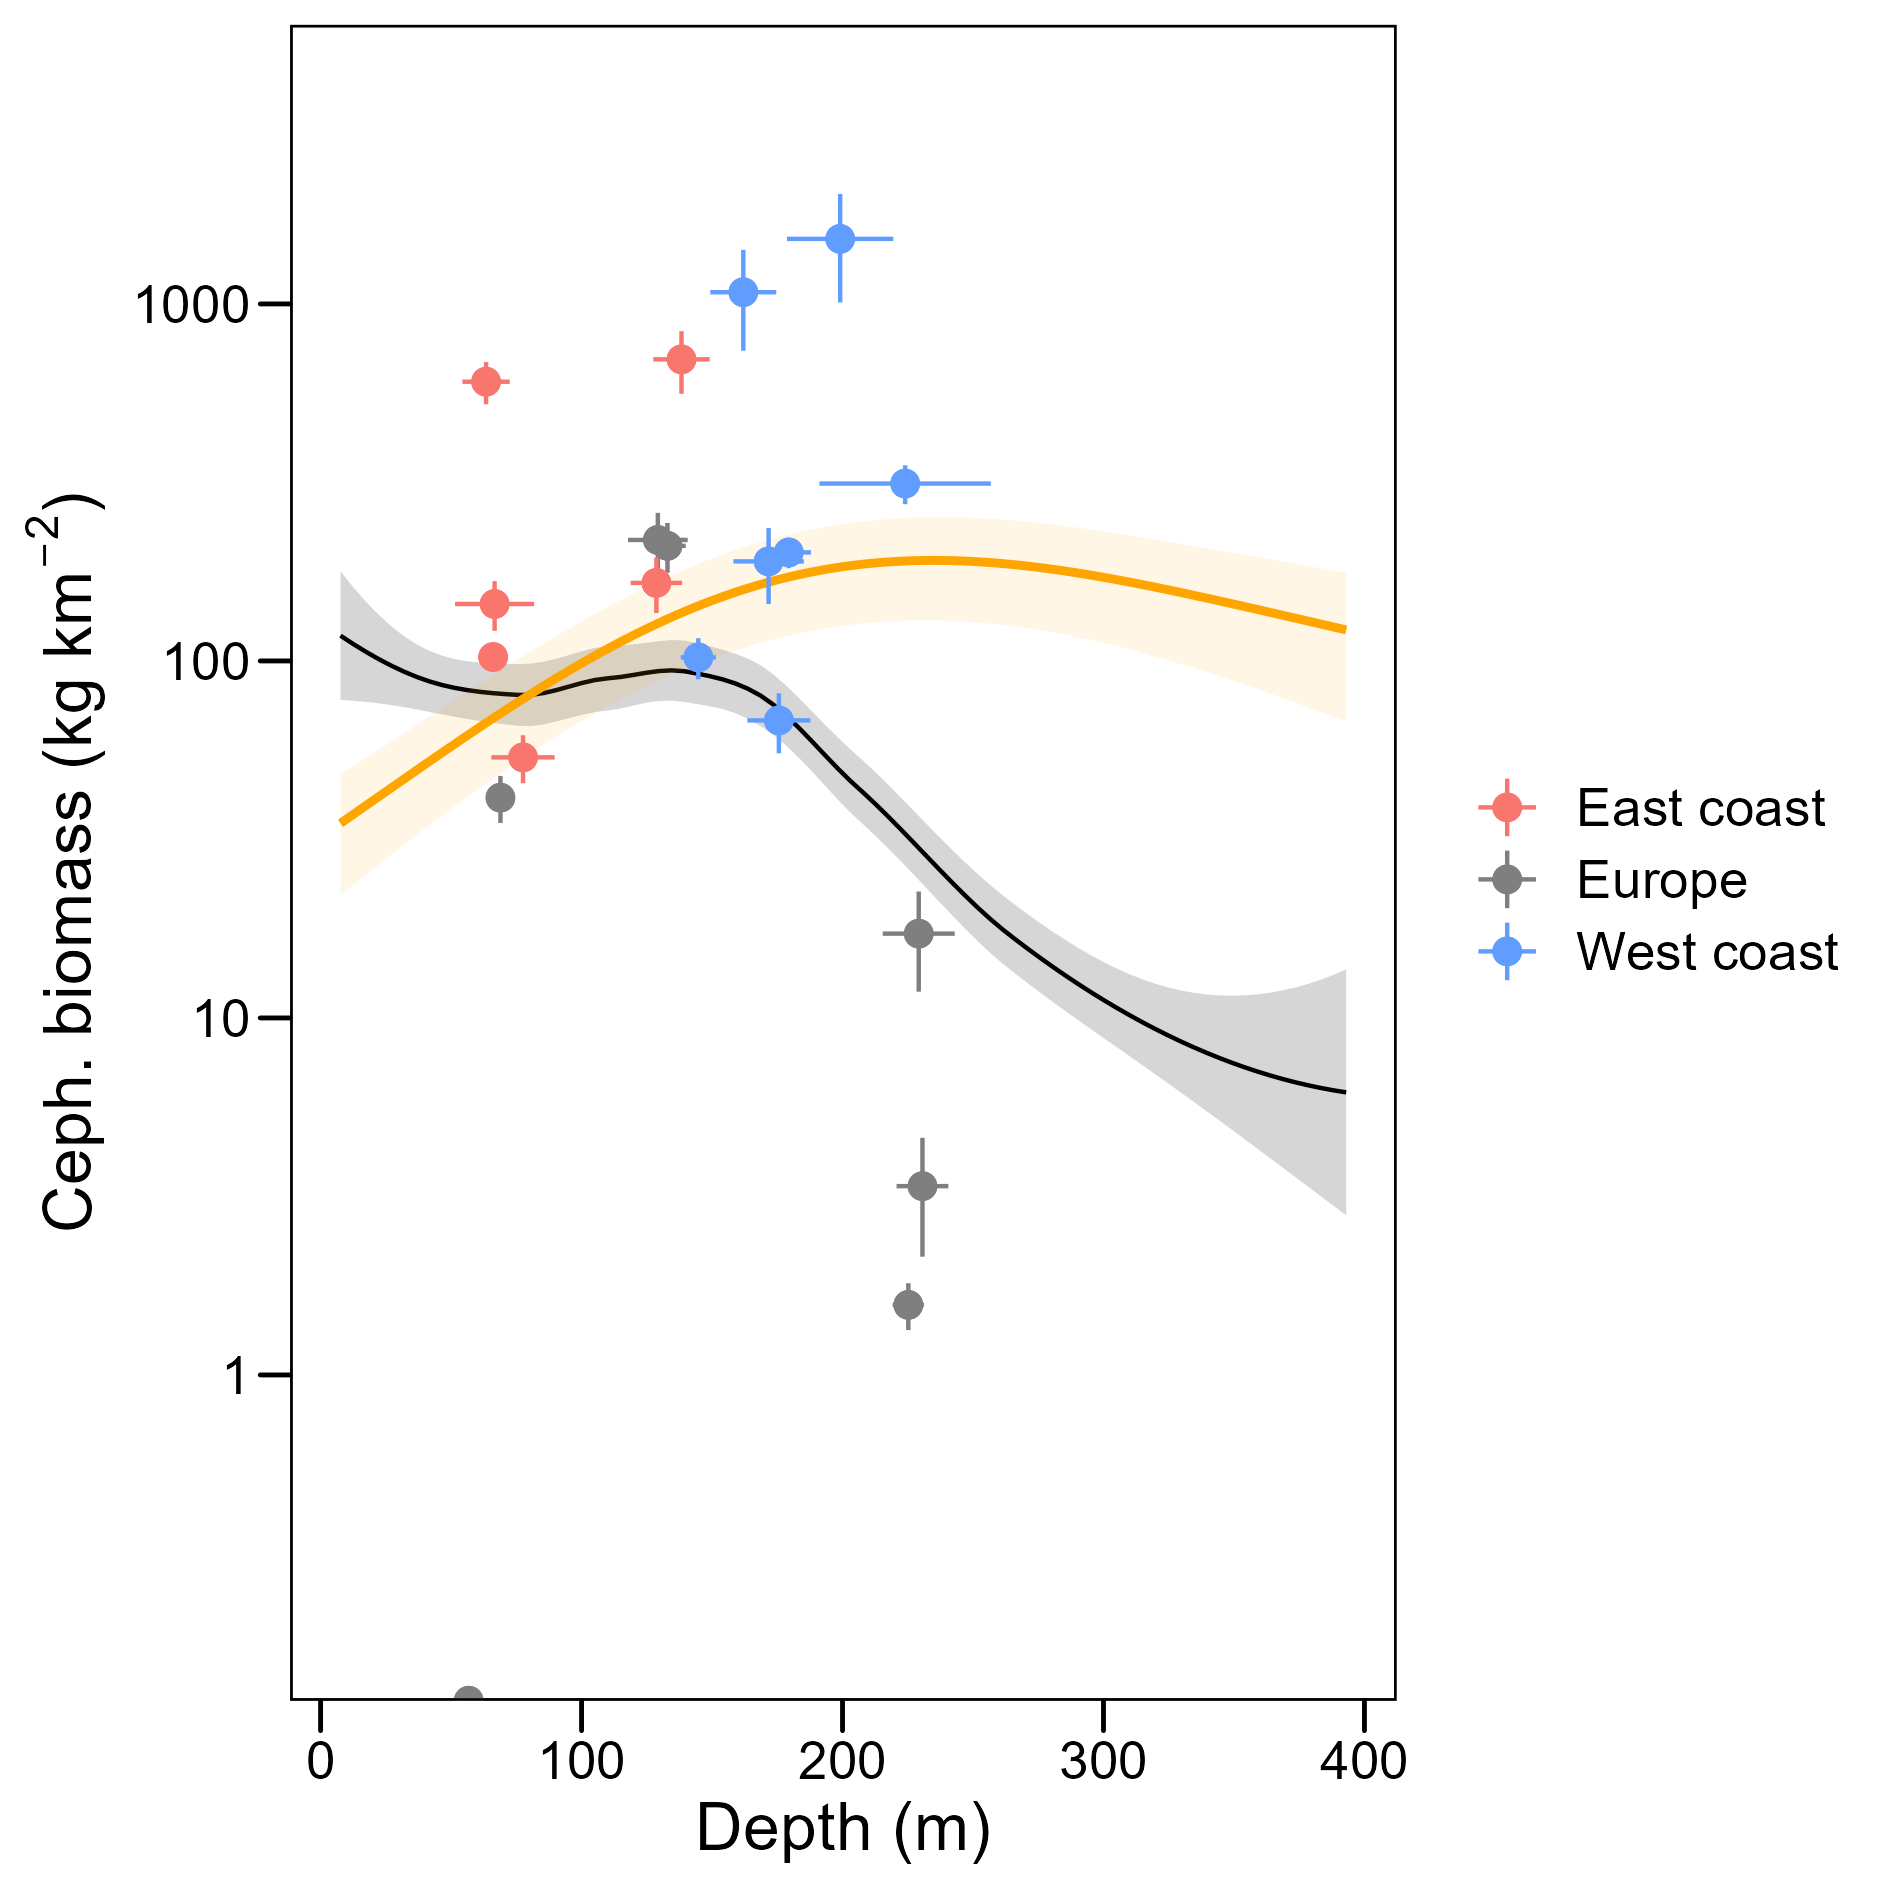 Ceph. biomass (kg km⁻²)
1000
100
10
1
0 100 200 300 400
Depth (m)
East coast
Europe
West coast